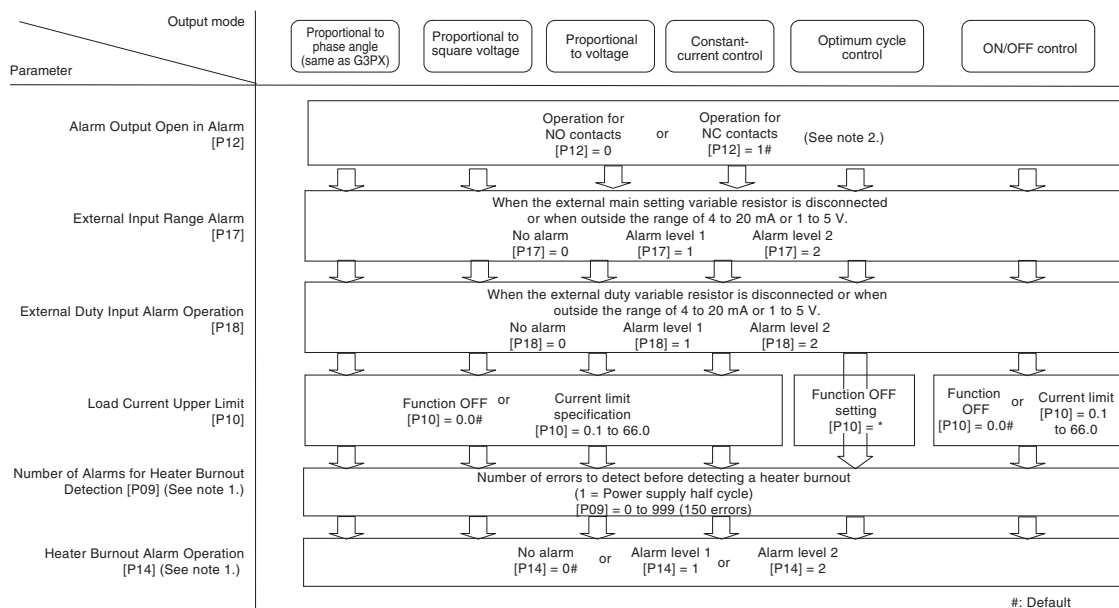 Output mode
Parameter
Proportional to
phase angle
(same as G3PX)
Proportional to
square voltage
Proportional
to voltage
Constant-
current control
Optimum cycle
control
ON/OFF control
Alarm Output Open in Alarm
[P12]
Operation for
NO contacts
[P12] = 0
or
Operation for
NC contacts
[P12] = 1#
(See note 2.)
External Input Range Alarm
[P17]
When the external main setting variable resistor is disconnected
or when outside the range of 4 to 20 mA or 1 to 5 V.
No alarm
[P17] = 0
Alarm level 1
[P17] = 1
Alarm level 2
[P17] = 2
External Duty Input Alarm Operation
[P18]
When the external duty variable resistor is disconnected or when
outside the range of 4 to 20 mA or 1 to 5 V.
No alarm
[P18] = 0
Alarm level 1
[P18] = 1
Alarm level 2
[P18] = 2
Load Current Upper Limit
[P10]
Function OFF
[P10] = 0.0#
or
Current limit
specification
[P10] = 0.1 to 66.0
Function OFF
setting
[P10] = *
Function
OFF
[P10] = 0.0#
or
Current limit
[P10] = 0.1
to 66.0
Number of Alarms for Heater Burnout
Detection [P09] (See note 1.)
Number of errors to detect before detecting a heater burnout
(1 = Power supply half cycle)
[P09] = 0 to 999 (150 errors)
Heater Burnout Alarm Operation
[P14] (See note 1.)
No alarm
[P14] = 0#
or
Alarm level 1
[P14] = 1
or
Alarm level 2
[P14] = 2
#: Default